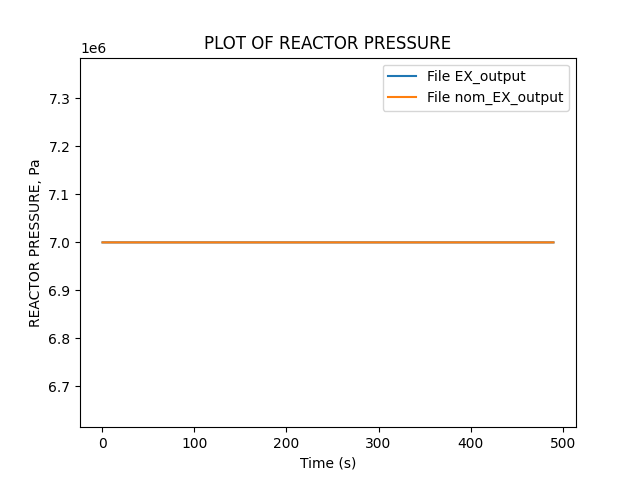 PLOT OF REACTOR PRESSURE
1e6
File EX_output
File nom_EX_output
7.3
7.2
7.1
7.0
6.9
6.8
6.7
REACTOR PRESSURE, Pa
0 100 200 300 400 500
Time (s)